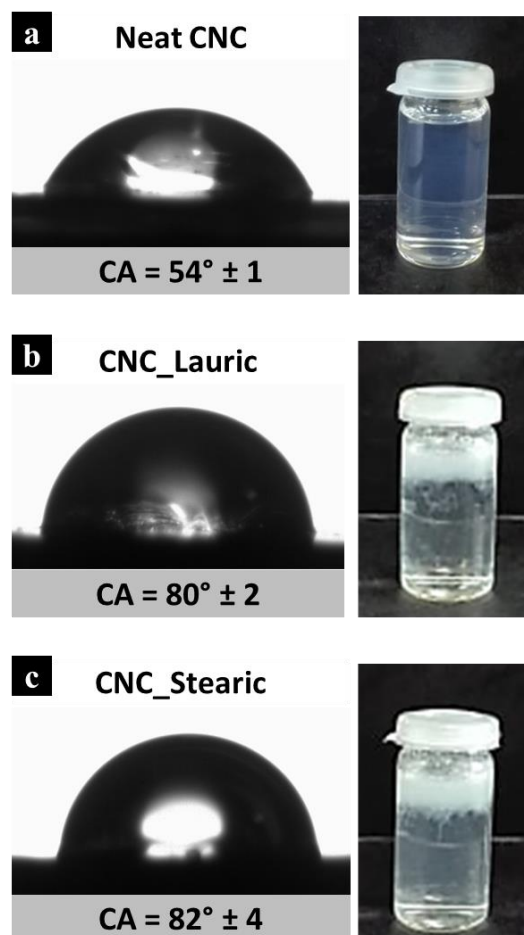 a
Neat CNC
CA = 54° ± 1
b
CNC_Lauric
CA = 80° ± 2
c
CNC_Stearic
CA = 82° ± 4